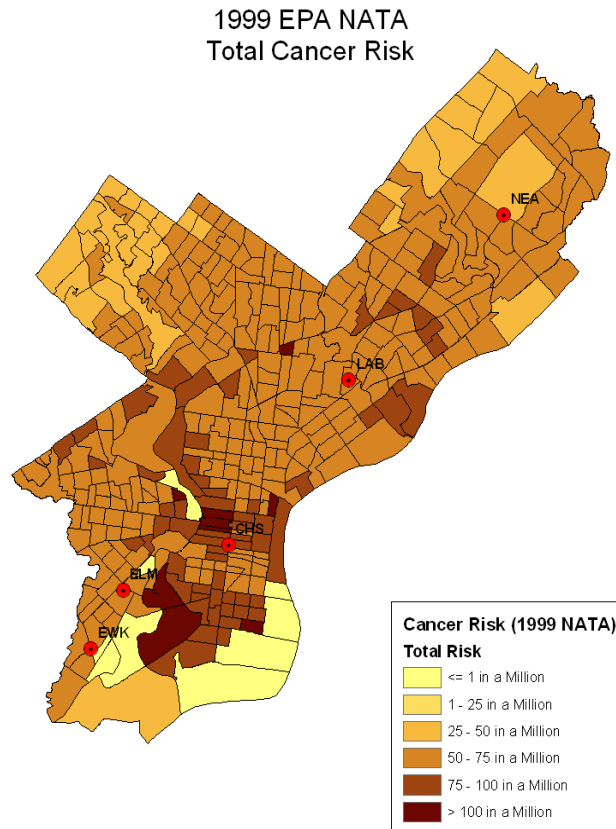 1999 EPA NATA
Total Cancer Risk
NEA
LAB
CHS
ELM
EWK
Cancer Risk (1999 NATA)
Total Risk
<= 1 in a Million
1 - 25 in a Million
25 - 50 in a Million
50 - 75 in a Million
75 - 100 in a Million
> 100 in a Million